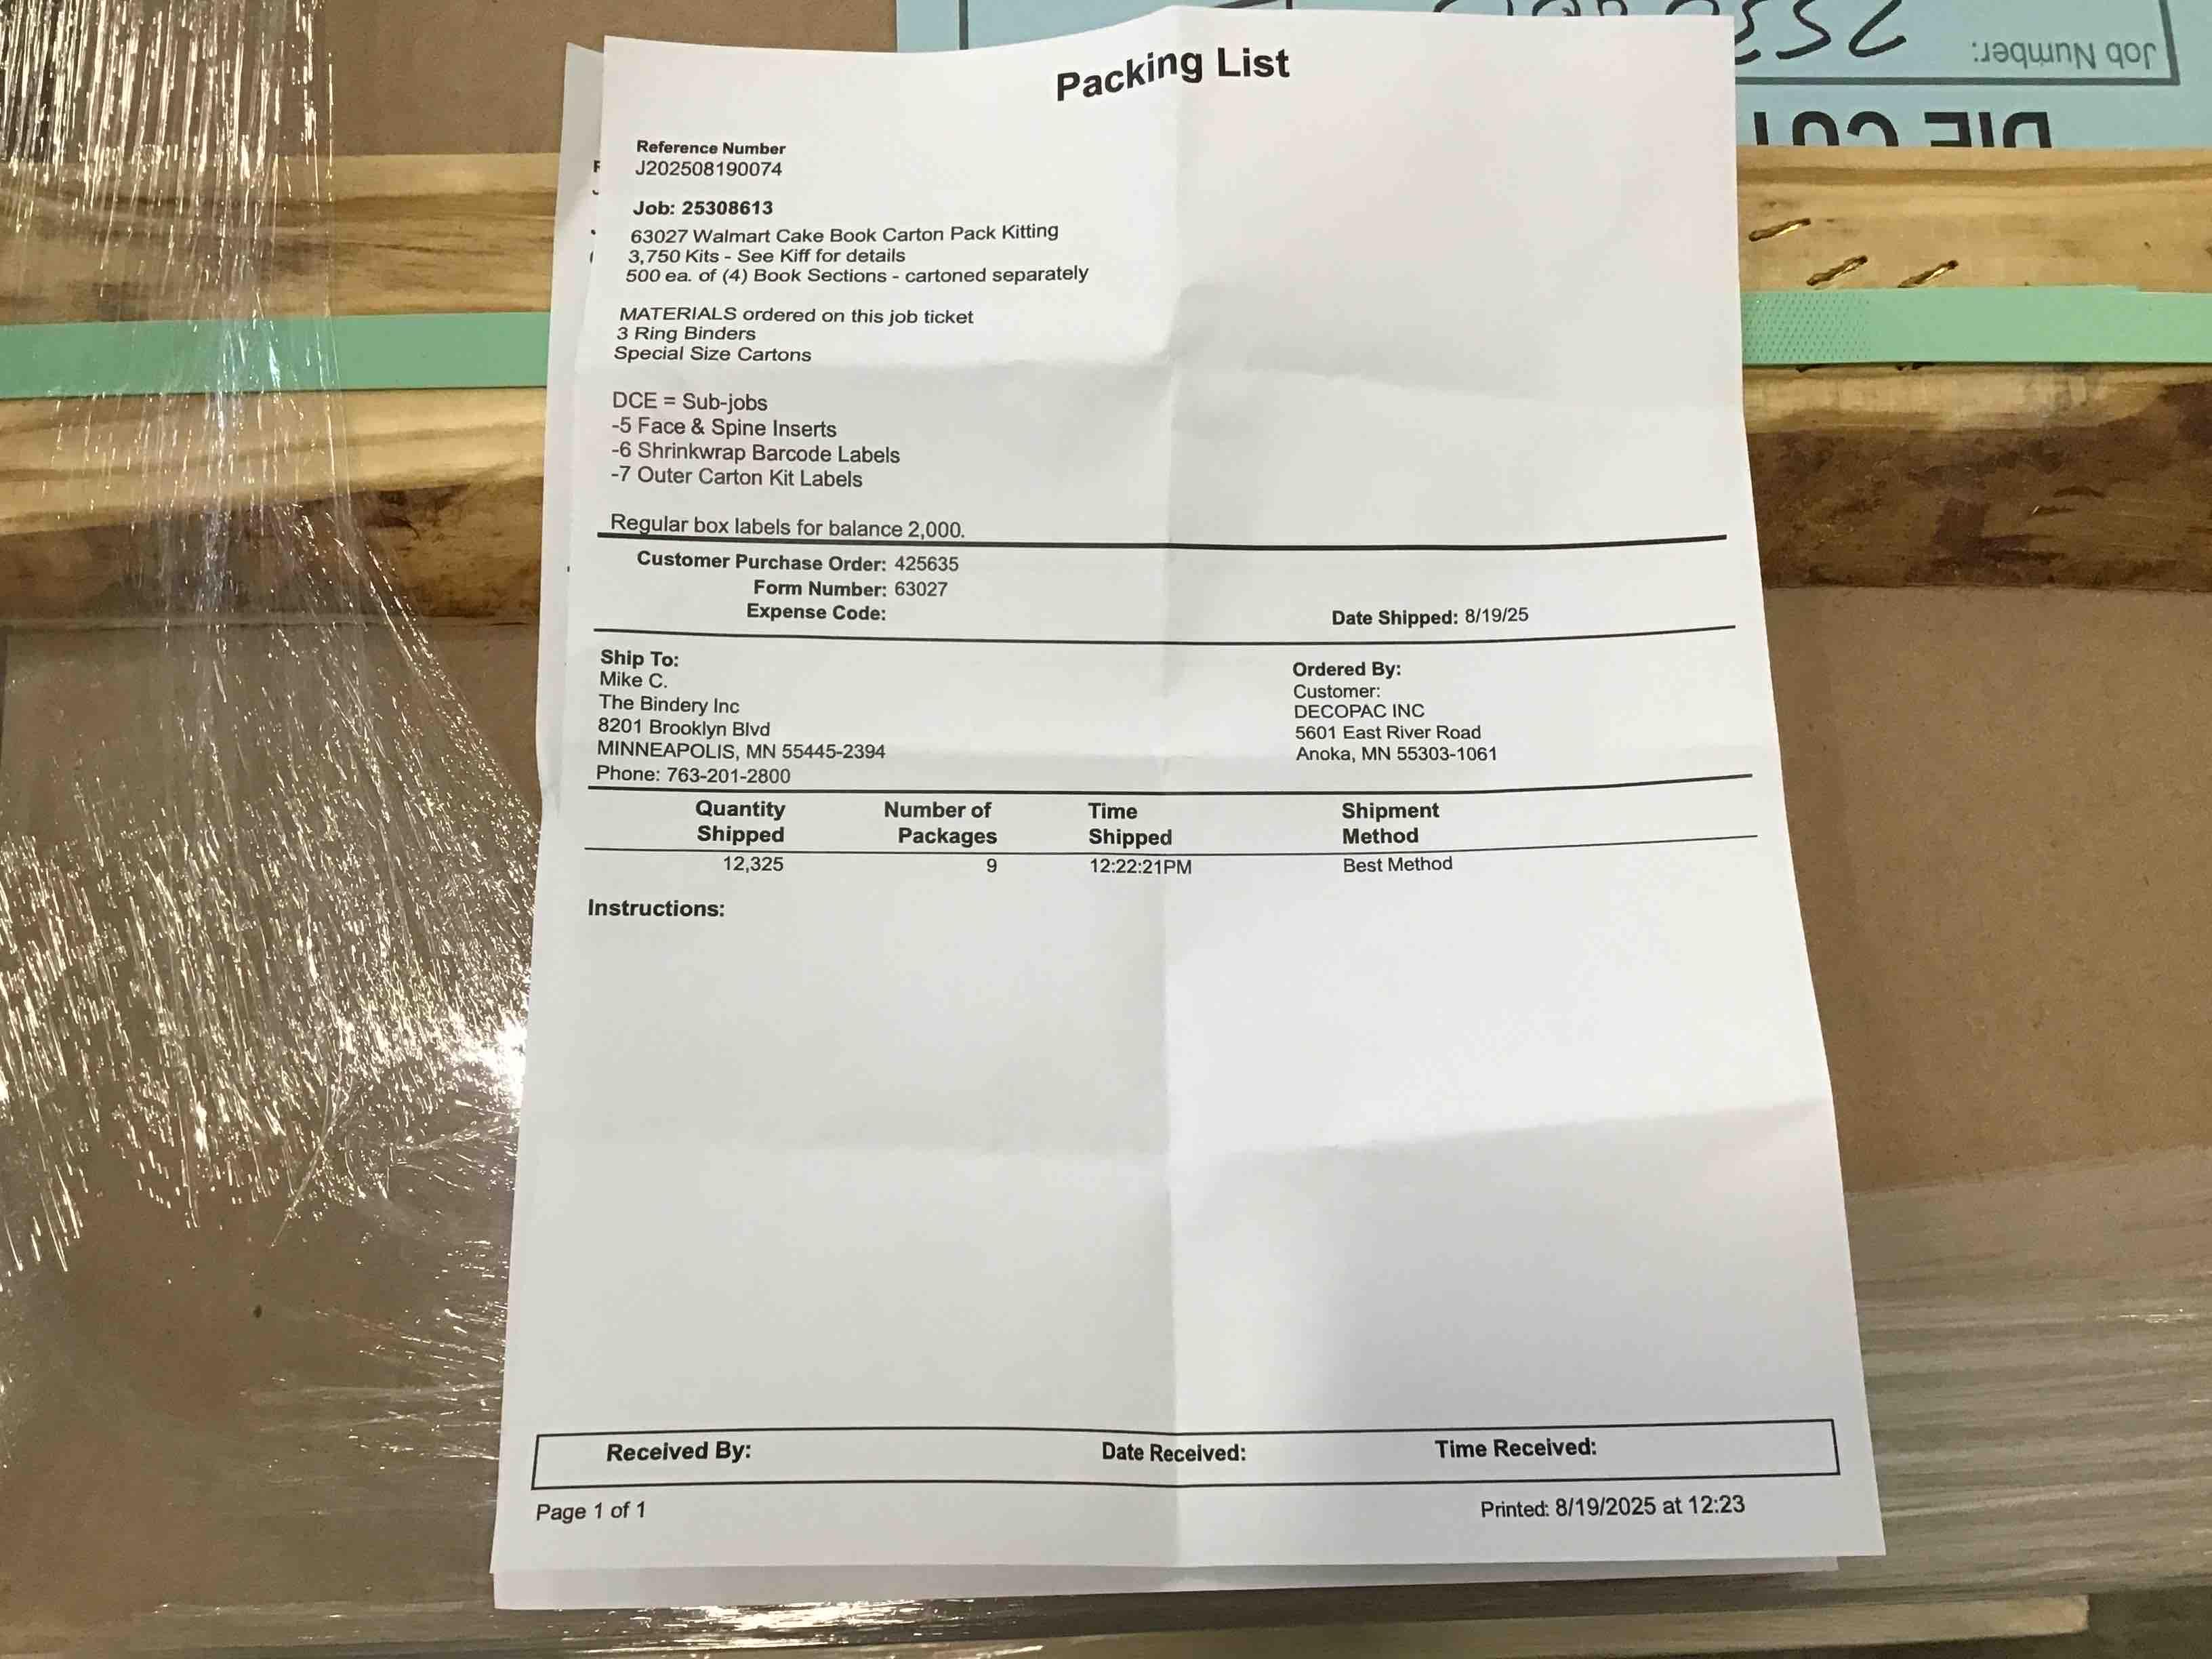 Job Number:
DIE CUT
Packing List
Reference Number
J202508190074
Job: 25308613
63027 Walmart Cake Book Carton Pack Kitting
3,750 Kits - See Kiff for details
500 ea. of (4) Book Sections - cartoned separately
MATERIALS ordered on this job ticket
3 Ring Binders
Special Size Cartons
DCE = Sub-jobs
-5 Face & Spine Inserts
-6 Shrinkwrap Barcode Labels
-7 Outer Carton Kit Labels
Regular box labels for balance 2,000.
Customer Purchase Order: 425635
Form Number: 63027
Expense Code:
Date Shipped: 8/19/25
Ship To:
Mike C.
The Bindery Inc
8201 Brooklyn Blvd
MINNEAPOLIS, MN 55445-2394
Phone: 763-201-2800
Ordered By:
Customer:
DECOPAC INC
5601 East River Road
Anoka, MN 55303-1061
Quantity Shipped Number of Packages Time Shipped Shipment Method
12,325 9 12:22:21PM Best Method
Instructions:
Received By: Date Received: Time Received:
Page 1 of 1 Printed: 8/19/2025 at 12:23